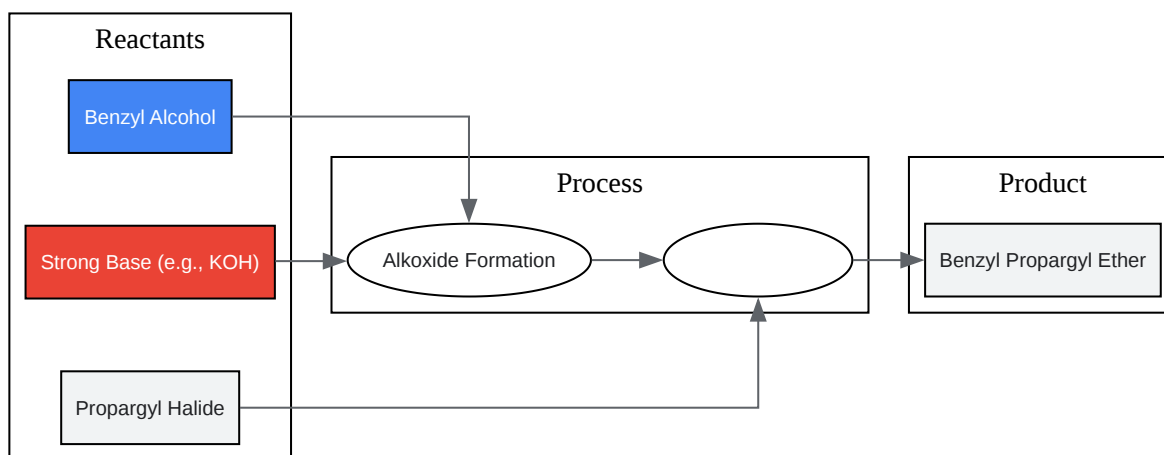 Reactants
Benzyl Alcohol
Strong Base (e.g., KOH)
Propargyl Halide
Process
Alkoxide Formation
Product
Benzyl Propargyl Ether